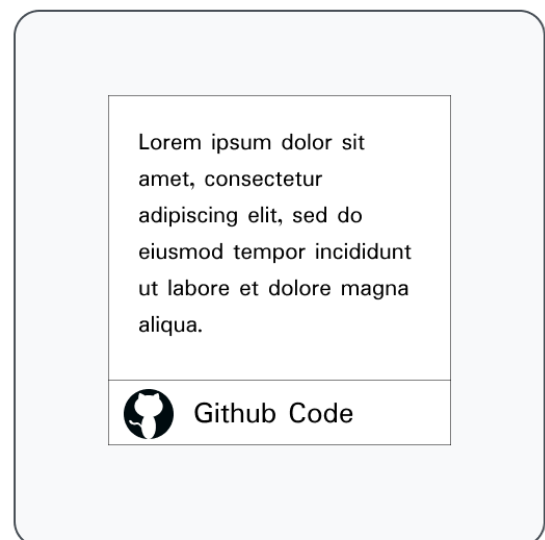 Lorem ipsum dolor sit
amet, consectetur
adipiscing elit, sed do
eiusmod tempor incididunt
ut labore et dolore magna
aliqua.
Github Code